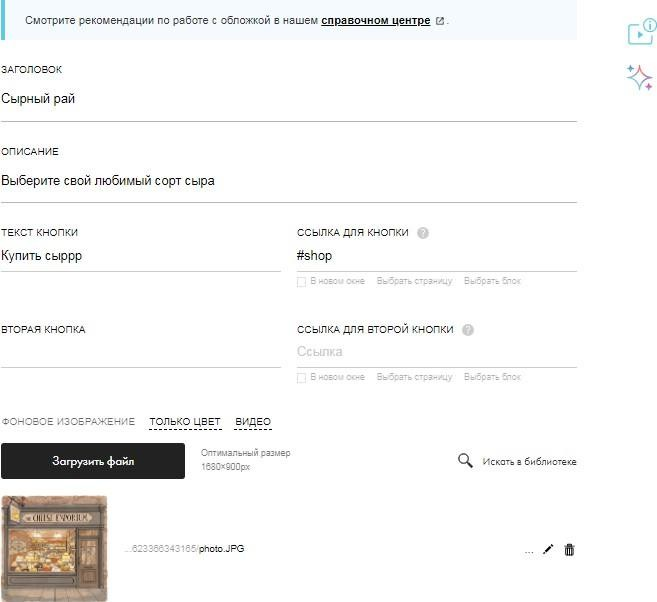 Смотрите рекомендации по работе с обложкой в нашем справочном центре.
ЗАГОЛОВОК
Сырный рай
ОПИСАНИЕ
Выберите свой любимый сорт сыра
ТЕКСТ КНОПКИ
ССЫЛКА ДЛЯ КНОПКИ ?
Купить сыррр
#shop
В новом окне Выбрать страницу Выбрать блок
ВТОРАЯ КНОПКА
ССЫЛКА ДЛЯ ВТОРОЙ КНОПКИ ?
Ссылка
В новом окне Выбрать страницу Выбрать блок
ФОНОВОЕ ИЗОБРАЖЕНИЕ ТОЛЬКО ЦВЕТ ВИДЕО
Загрузить файл
Оптимальный размер
1680×900px
Искать в библиотеке
CHEESE EMPORIUM
...623366343165/photo.JPG
...